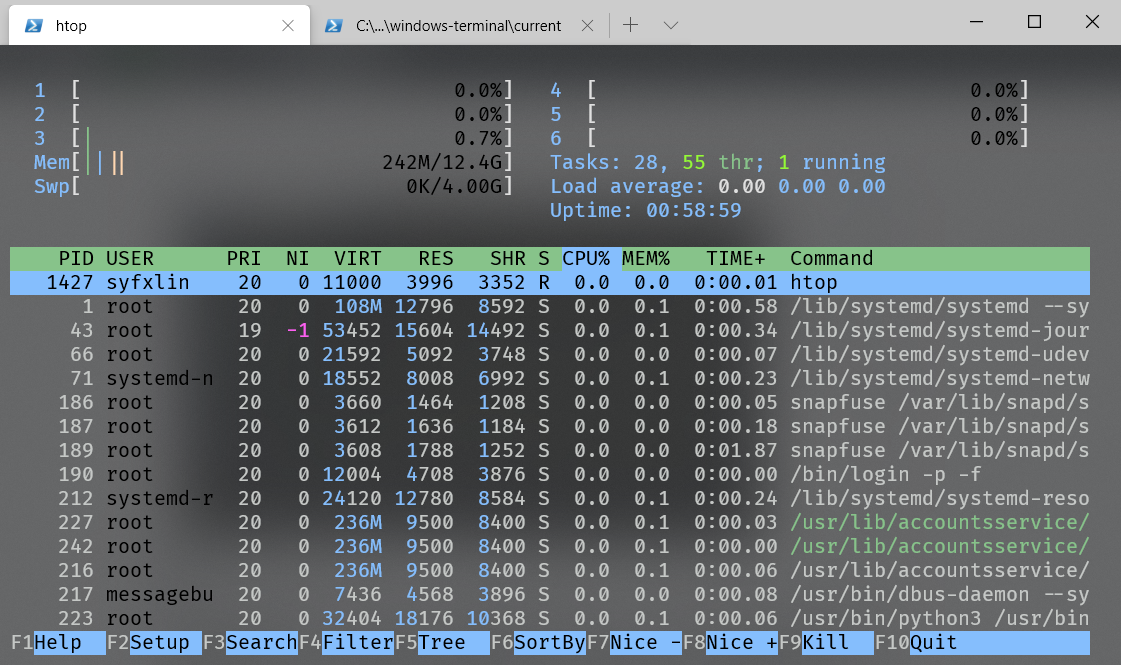 htop C:\...\windows-terminal\current
1 [ 0.0%] 4 [ 0.0%]
2 [ 0.0%] 5 [ 0.0%]
3 [| 0.7%] 6 [ 0.0%]
Mem[|||| 242M/12.4G] Tasks: 28, 55 thr; 1 running
Swp[ 0K/4.00G] Load average: 0.00 0.00 0.00
Uptime: 00:58:59
PID USER PRI NI VIRT RES SHR S CPU% MEM% TIME+ Command
1427 syfxlin 20 0 11000 3996 3352 R 0.0 0.0 0:00.01 htop
1 root 20 0 108M 12796 8592 S 0.0 0.1 0:00.58 /lib/systemd/systemd --sy
43 root 19 -1 53452 15604 14492 S 0.0 0.1 0:00.34 /lib/systemd/systemd-jour
66 root 20 0 21592 5092 3748 S 0.0 0.0 0:00.07 /lib/systemd/systemd-udev
71 systemd-n 20 0 18552 8008 6992 S 0.0 0.1 0:00.23 /lib/systemd/systemd-netw
186 root 20 0 3660 1464 1208 S 0.0 0.0 0:00.05 snapfuse /var/lib/snapd/s
187 root 20 0 3612 1636 1184 S 0.0 0.0 0:00.18 snapfuse /var/lib/snapd/s
189 root 20 0 3608 1788 1252 S 0.0 0.0 0:01.87 snapfuse /var/lib/snapd/s
190 root 20 0 12004 4708 3876 S 0.0 0.0 0:00.00 /bin/login -p -f
212 systemd-r 20 0 24120 12780 8584 S 0.0 0.1 0:00.24 /lib/systemd/systemd-reso
227 root 20 0 236M 9500 8400 S 0.0 0.1 0:00.03 /usr/lib/accountsservice/
242 root 20 0 236M 9500 8400 S 0.0 0.1 0:00.00 /usr/lib/accountsservice/
216 root 20 0 236M 9500 8400 S 0.0 0.1 0:00.06 /usr/lib/accountsservice/
217 messagebu 20 0 7436 4568 3896 S 0.0 0.0 0:00.08 /usr/bin/dbus-daemon --sy
223 root 20 0 32404 18176 10368 S 0.0 0.1 0:00.06 /usr/bin/python3 /usr/bin
F1Help F2Setup F3SearchF4FilterF5Tree F6SortByF7Nice -F8Nice +F9Kill F10Quit